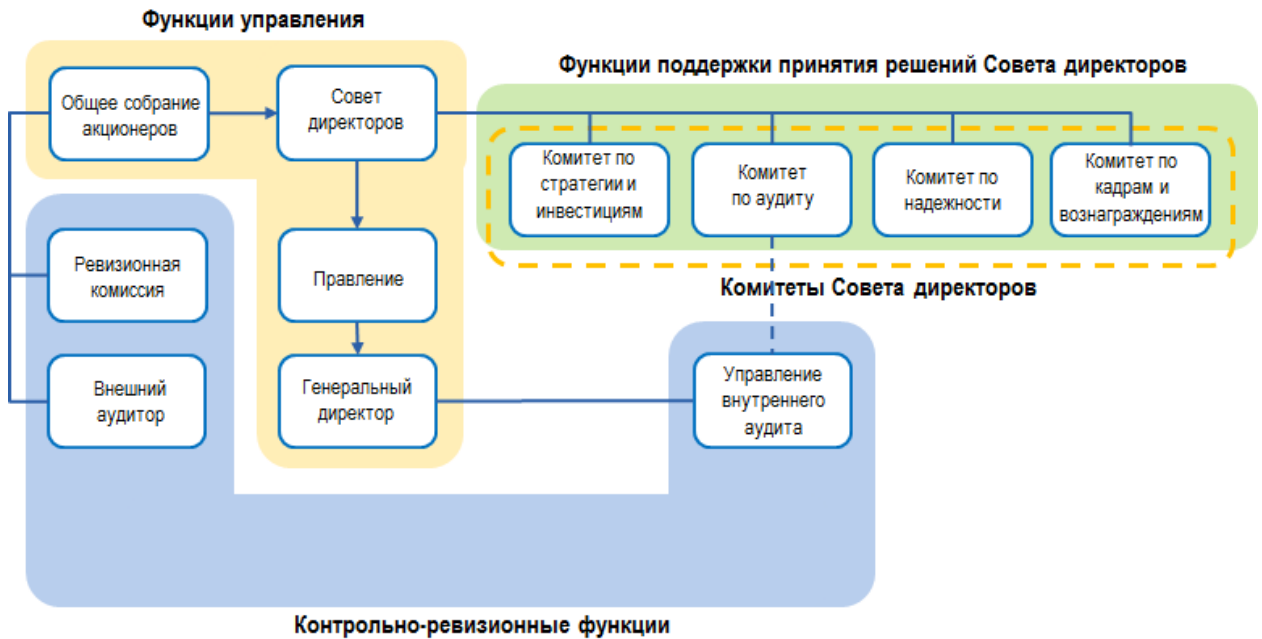 Функции управления
Функции поддержки принятия решений Совета директоров
Общее собрание
акционеров
Совет
директоров
Комитет по
стратегии и
инвестициям
Комитет
по аудиту
Комитет по
надежности
Комитет по
кадрам и
вознаграждениям
Ревизионная
комиссия
Правление
Комитеты Совета директоров
Внешний
аудитор
Генеральный
директор
Управление
внутреннего
аудита
Контрольно-ревизионные функции